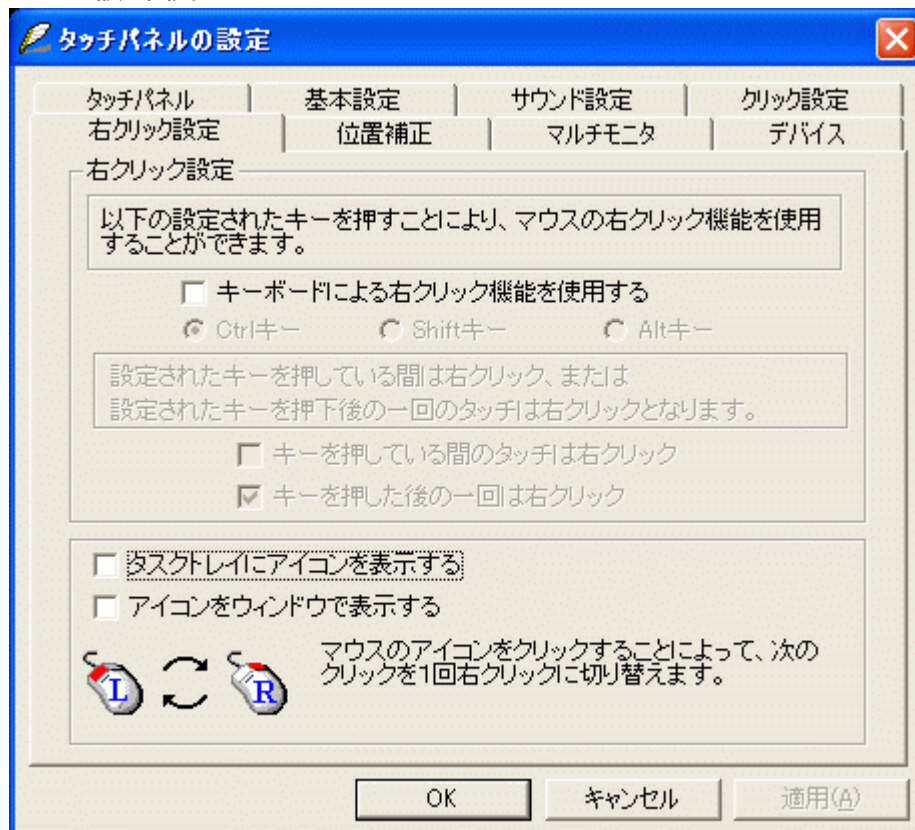 タッチパネルの設定
タッチパネル 基本設定 サウンド設定 クリック設定
右クリック設定 位置補正 マルチモニタ デバイス
右クリック設定
以下の設定されたキーを押すことにより、マウスの右クリック機能を使用
することができます。
キーボードによる右クリック機能を使用する
Ctrlキー Shiftキー Altキー
設定されたキーを押している間は右クリック、または
設定されたキーを押下後の一回のタッチは右クリックとなります。
キーを押している間のタッチは右クリック
キーを押した後の一回は右クリック
タスクトレイにアイコンを表示する
アイコンをウィンドウで表示する
マウスのアイコンをクリックすることによって、次の
クリックを1回右クリックに切り替えます。
L R
OK キャンセル 適用(A)